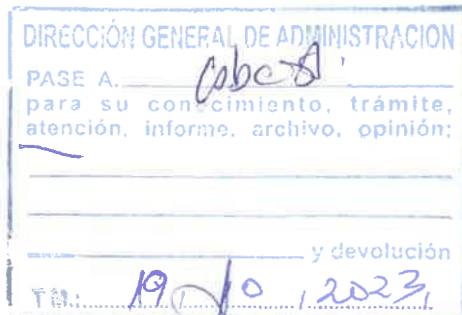 DIRECCIÓN GENERAL DE ADMINISTRACION
PASE A.
para su conocimiento, trámite,
atención, informe, archivo, opinión;
y devolución
19, 10, 2023